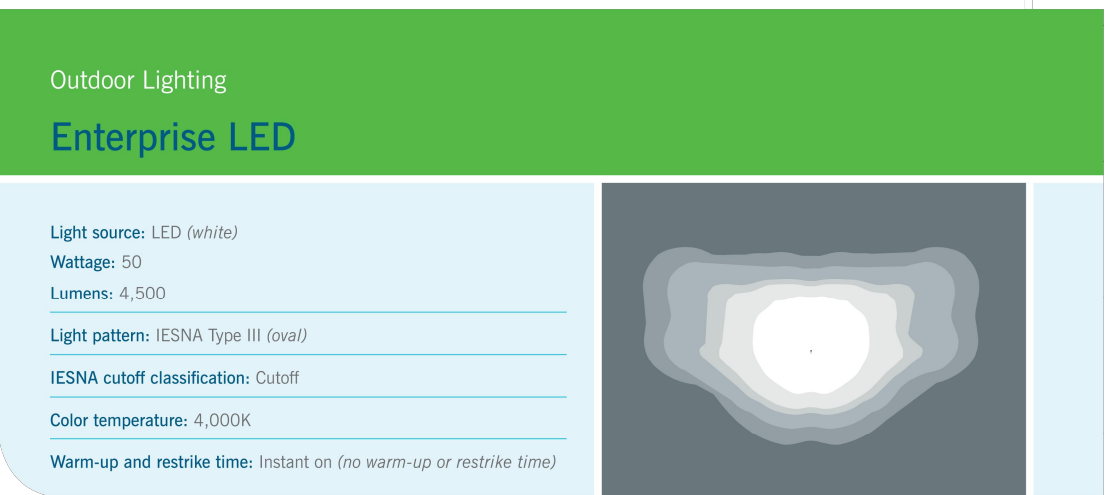 Outdoor Lighting
Enterprise LED
Light source: LED (white)
Wattage: 50
Lumens: 4,500
Light pattern: IESNA Type III (oval)
IESNA cutoff classification: Cutoff
Color temperature: 4,000K
Warm-up and restrike time: Instant on (no warm-up or restrike time)